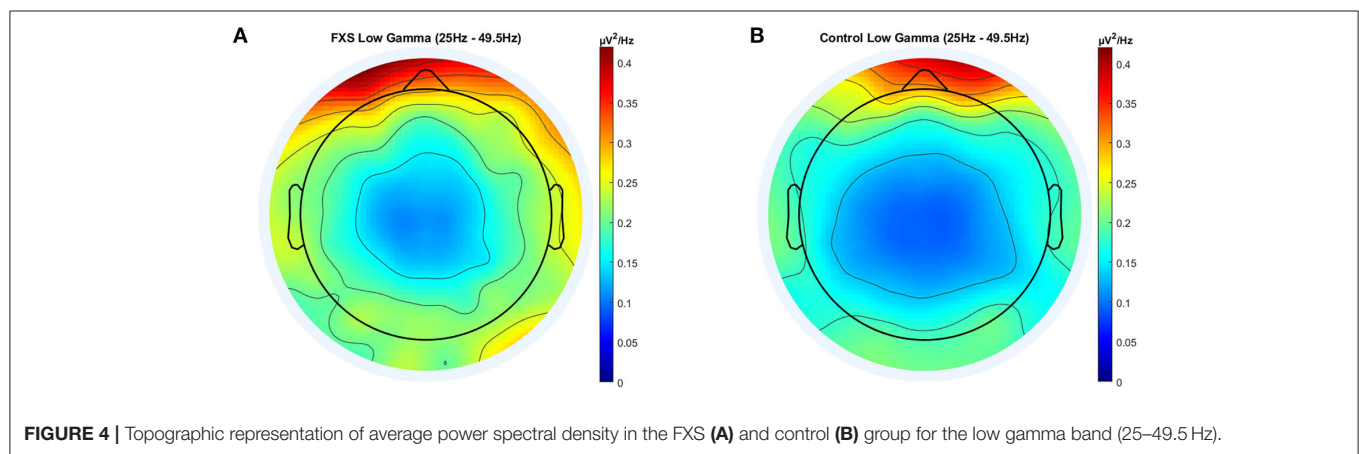 A
FXS Low Gamma (25Hz - 49.5Hz)
µV²/Hz
0.4
0.35
0.3
0.25
0.2
0.15
0.1
0.05
0
B
Control Low Gamma (25Hz - 49.5Hz)
µV²/Hz
0.4
0.35
0.3
0.25
0.2
0.15
0.1
0.05
0
FIGURE 4 | Topographic representation of average power spectral density in the FXS (A) and control (B) group for the low gamma band (25–49.5 Hz).